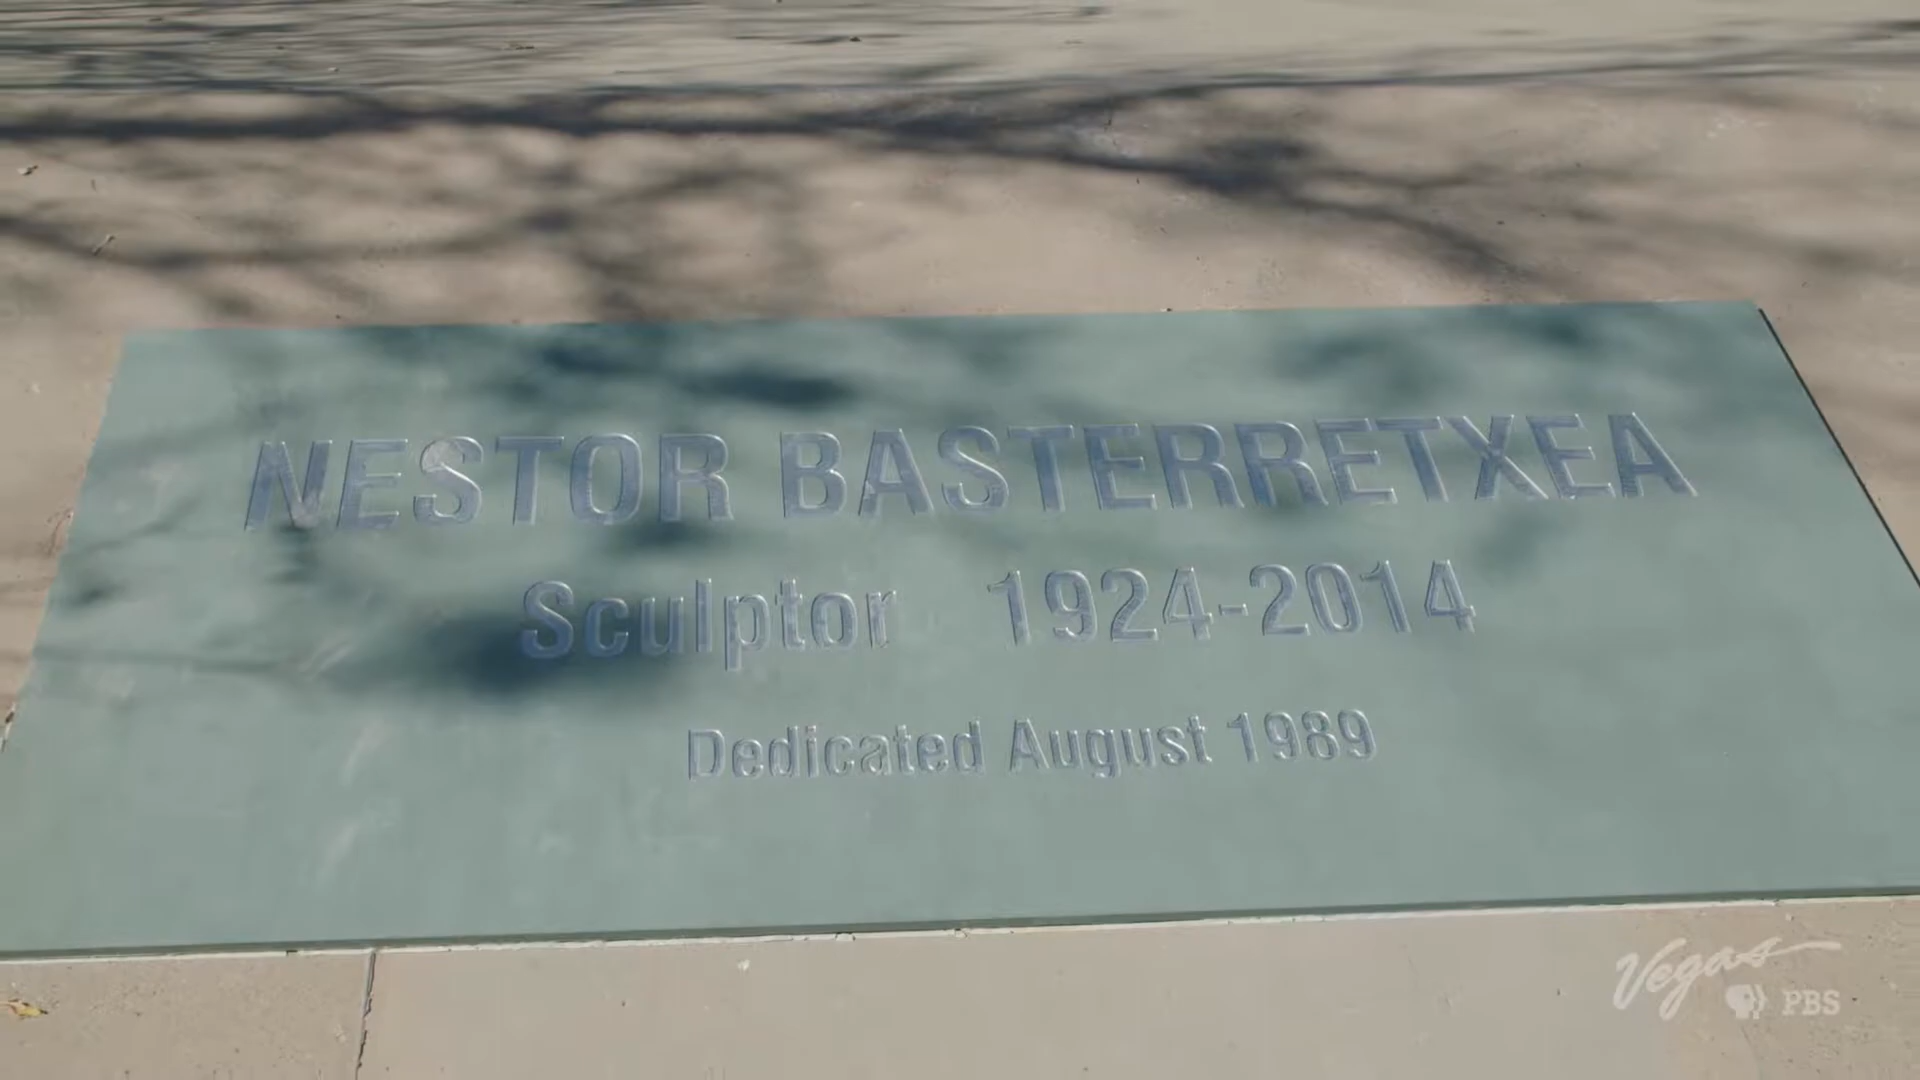 NESTOR BASTERRETXEA
Sculptor 1924-2014
Dedicated August 1989
Vegas
PBS